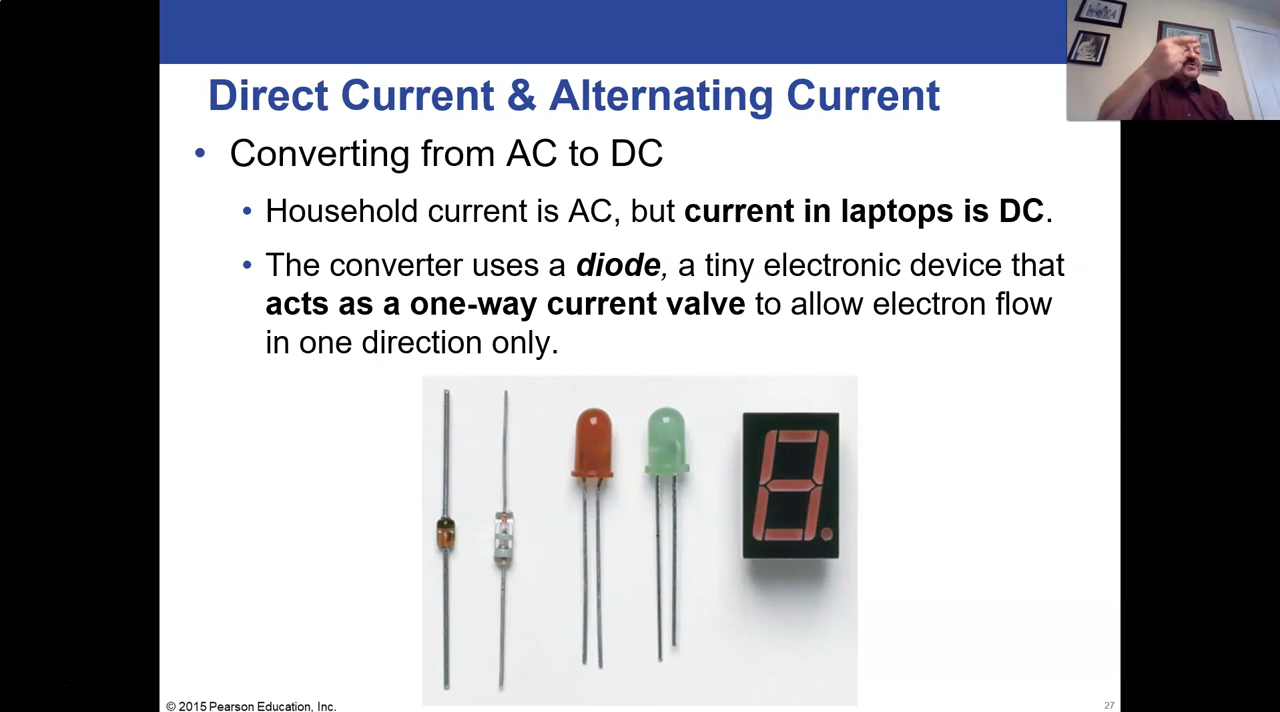 Direct Current & Alternating Current
• Converting from AC to DC
• Household current is AC, but current in laptops is DC.
• The converter uses a diode, a tiny electronic device that
acts as a one-way current valve to allow electron flow
in one direction only.
8.
© 2015 Pearson Education, Inc.
27